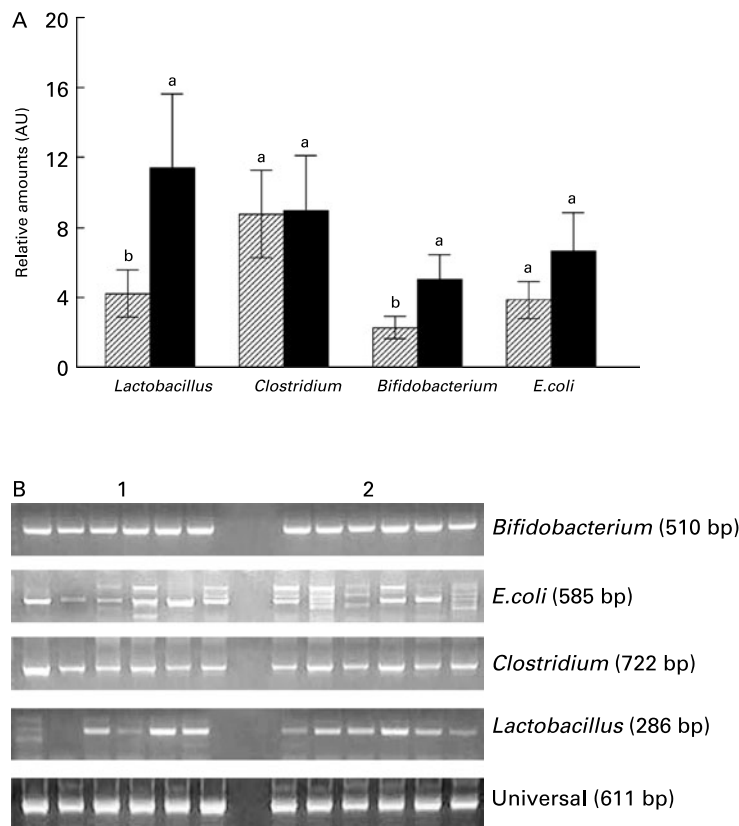 A
Relative amounts (AU)
20
16
12
8
4
0
b
a
a
a
b
a
a
a
Lactobacillus
Clostridium
Bifidobacterium
E.coli
B
1
2
Bifidobacterium (510 bp)
E.coli (585 bp)
Clostridium (722 bp)
Lactobacillus (286 bp)
Universal (611 bp)